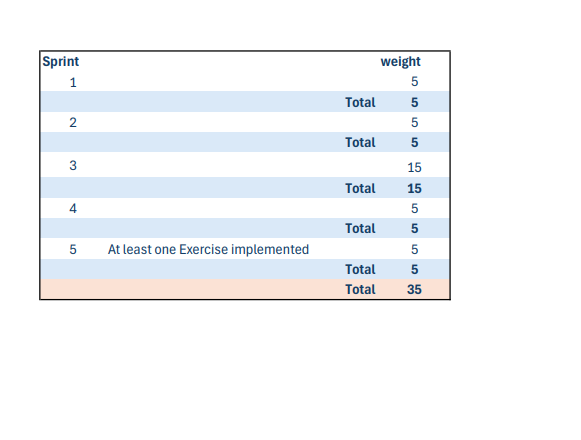 Sprint weight
1 5
Total 5
2 5
Total 5
3 15
Total 15
4 5
Total 5
5 At least one Exercise implemented 5
Total 5
Total 35